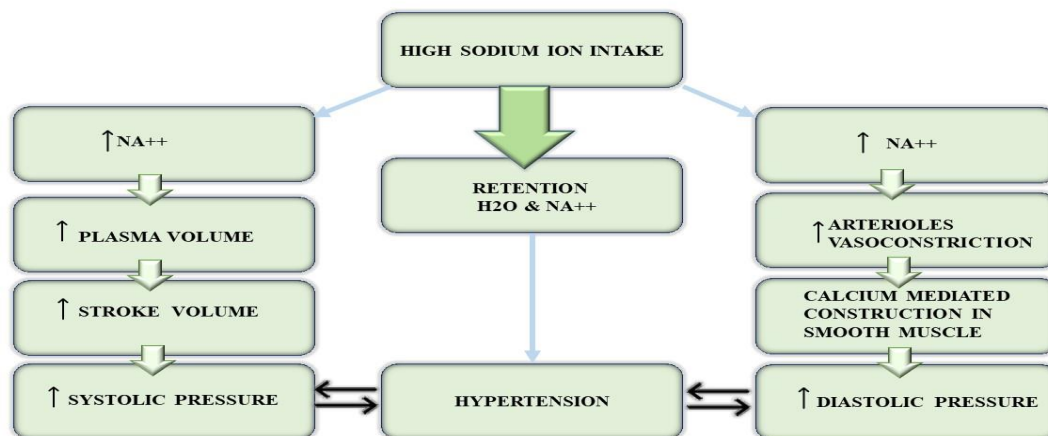 HIGH SODIUM ION INTAKE
↑NA++
↑ PLASMA VOLUME
↑ STROKE VOLUME
↑ SYSTOLIC PRESSURE
RETENTION
H2O & NA++
HYPERTENSION
↑ NA++
↑ARTERIOLES
VASOCONSTRICTION
CALCIUM MEDIATED
CONSTRUCTION IN
SMOOTH MUSCLE
↑ DIASTOLIC PRESSURE